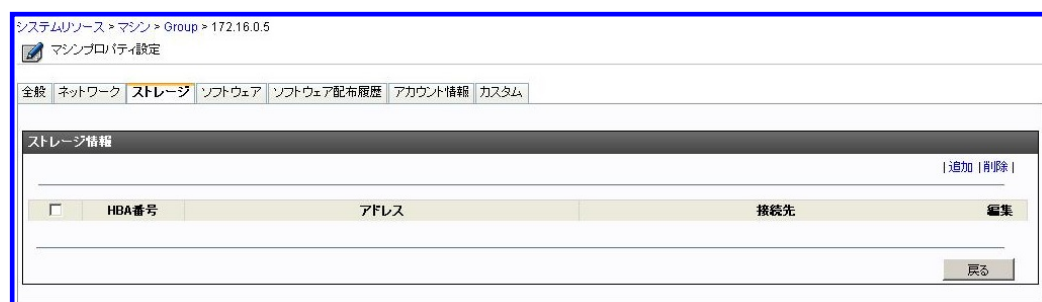 システムリソース > マシン > Group > 172.16.0.5
マシンプロパティ設定
全般 ネットワーク ストレージ ソフトウェア ソフトウェア配布履歴 アカウント情報 カスタム
ストレージ情報
| 追加 | 削除 |
HBA番号 アドレス 接続先 編集
戻る